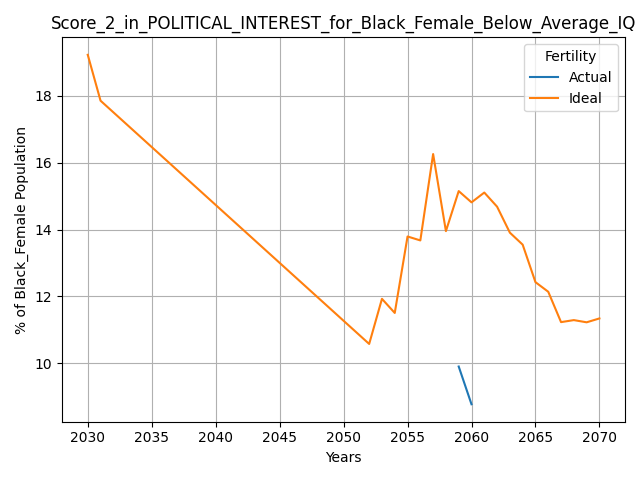 Score_2_in_POLITICAL_INTEREST_for_Black_Female_Below_Average_IQ
Fertility
Actual
Ideal
% of Black_Female Population
18
16
14
12
10
2030 2035 2040 2045 2050 2055 2060 2065 2070
Years